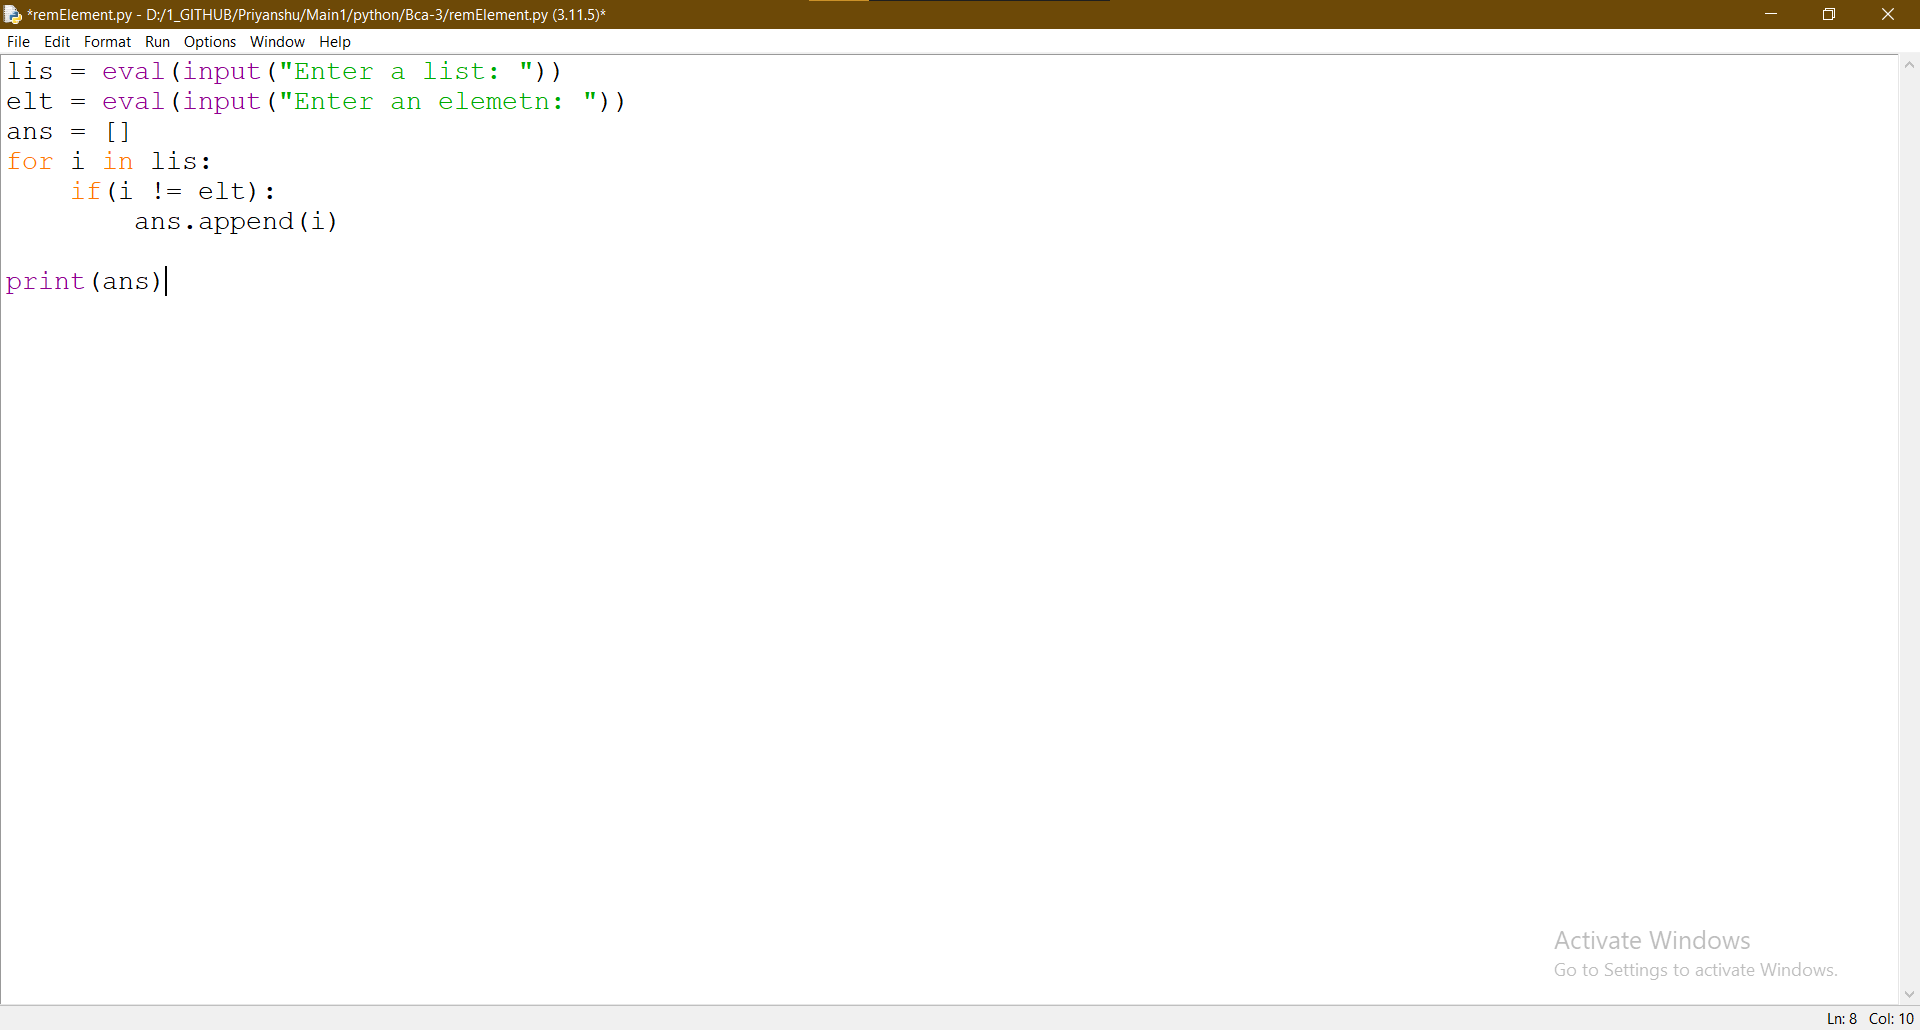 *remElement.py - D:/1_GITHUB/Priyanshu/Main1/python/Bca-3/remElement.py (3.11.5)*
File Edit Format Run Options Window Help
lis = eval(input("Enter a list: "))
elt = eval(input("Enter an elemetn: "))
ans = []
for i in lis:
    if(i != elt):
        ans.append(i)
print(ans)
Activate Windows
Go to Settings to activate Windows.
Ln: 8 Col: 10